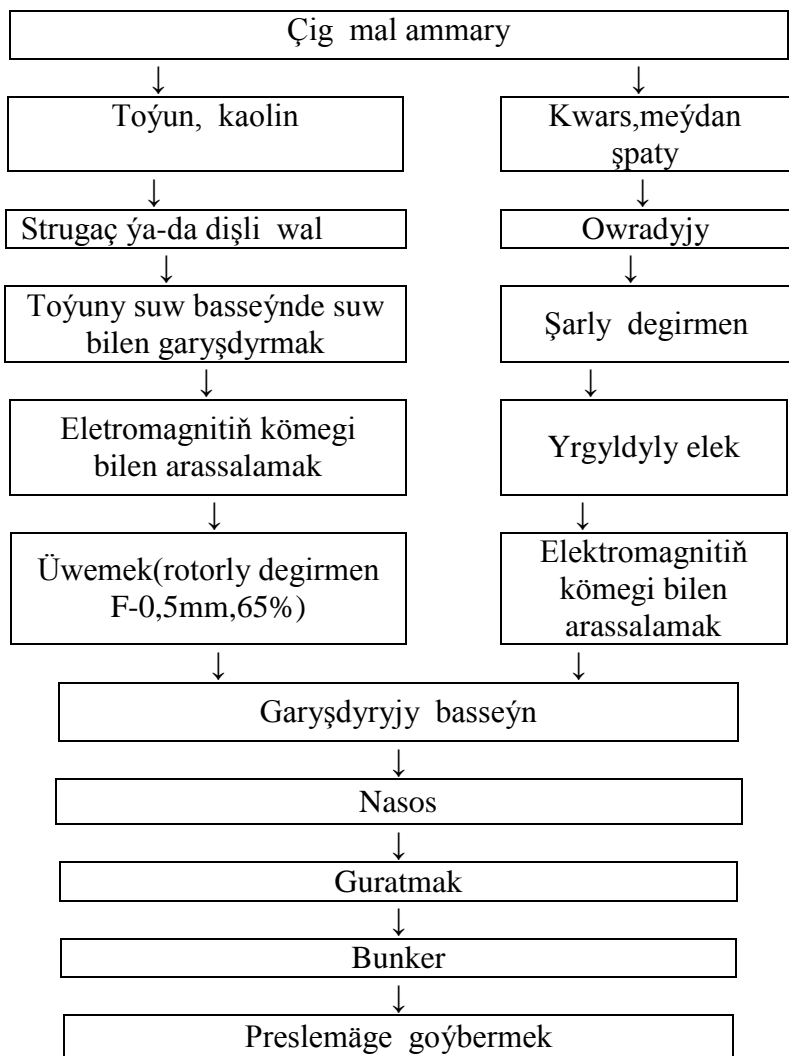 Çig mal ammary
↓ ↓
Toýun, kaolin
Kwars,meýdan
şpaty
↓ ↓
Strugaç ýa-da dişli wal
Owradyjy
↓ ↓
Toýuny suw basseýnde suw
bilen garyşdyrmak
Şarly degirmen
↓ ↓
Eletromagnitiň kömegi
bilen arassalamak
Yrgyldyly elek
↓ ↓
Üwemek(rotorly degirmen
F-0,5mm,65%)
Elektromagnitiň
kömegi bilen
arassalamak
↓ ↓
Garyşdyryjy basseýn
↓
Nasos
↓
Guratmak
↓
Bunker
↓
Preslemäge goýbermek